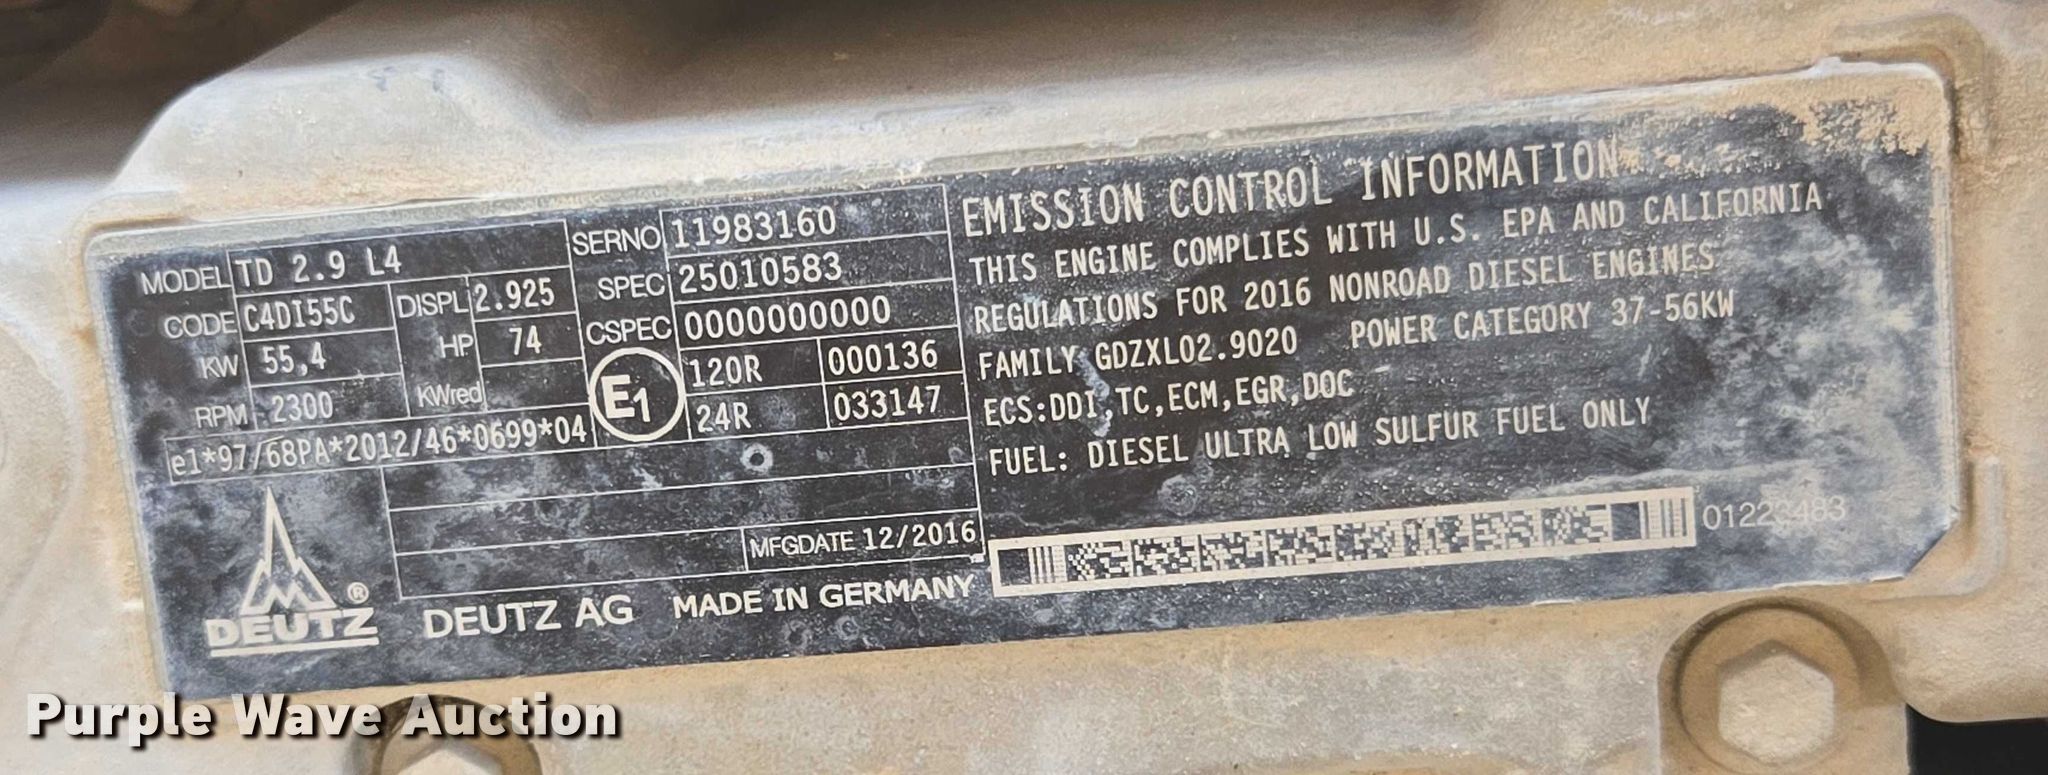 MODEL TD 2.9 L4
CODE C4DI55C DISPL 2.925
KW 55,4 HP 74
RPM 2300 KWred
e1*97/68PA*2012/46*0699*04
SERNO 11983160
SPEC 25010583
CSPEC 0000000000
E1 120R 000136
24R 033147
MFGDATE 12/2016
DEUTZ ®
DEUTZ AG MADE IN GERMANY
EMISSION CONTROL INFORMATION
THIS ENGINE COMPLIES WITH U.S. EPA AND CALIFORNIA
REGULATIONS FOR 2016 NONROAD DIESEL ENGINES
FAMILY GDZXL02.9020 POWER CATEGORY 37-56KW
ECS:DDI,TC,ECM,EGR,DOC
FUEL: DIESEL ULTRA LOW SULFUR FUEL ONLY
01223483
Purple Wave Auction